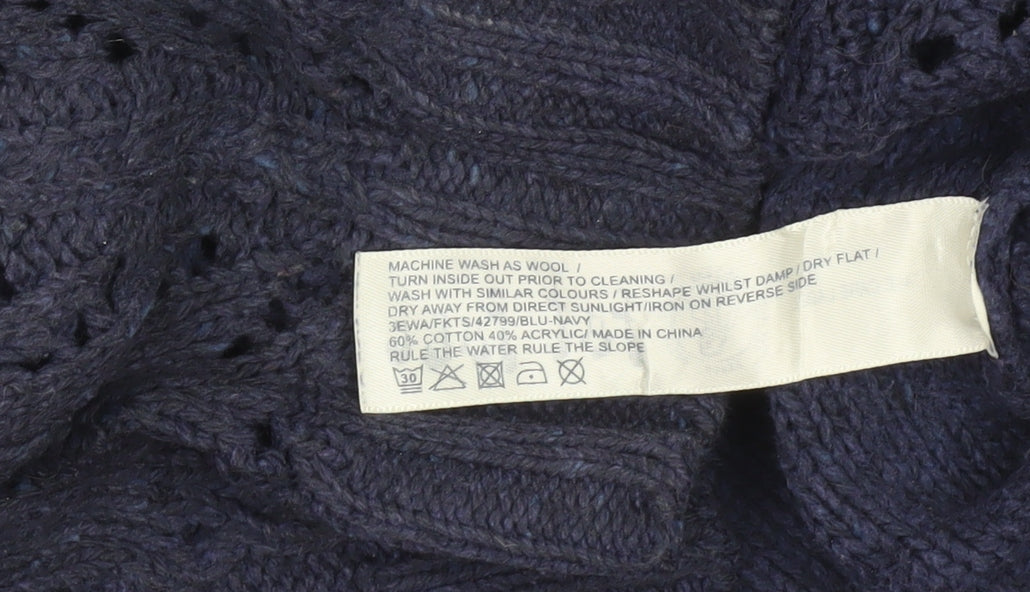 MACHINE WASH AS WOOL /
TURN INSIDE OUT PRIOR TO CLEANING /
WASH WITH SIMILAR COLOURS / RESHAPE WHILST DAMP / DRY FLAT /
DRY AWAY FROM DIRECT SUNLIGHT/IRON ON REVERSE SIDE
3EWA/FKTS/42799/BLU-NAVY
60% COTTON 40% ACRYLIC/ MADE IN CHINA
RULE THE WATER RULE THE SLOPE
30